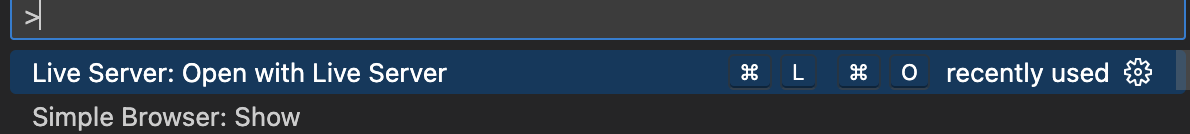 >
Live Server: Open with Live Server ⌘ L ⌘ O recently used
Simple Browser: Show